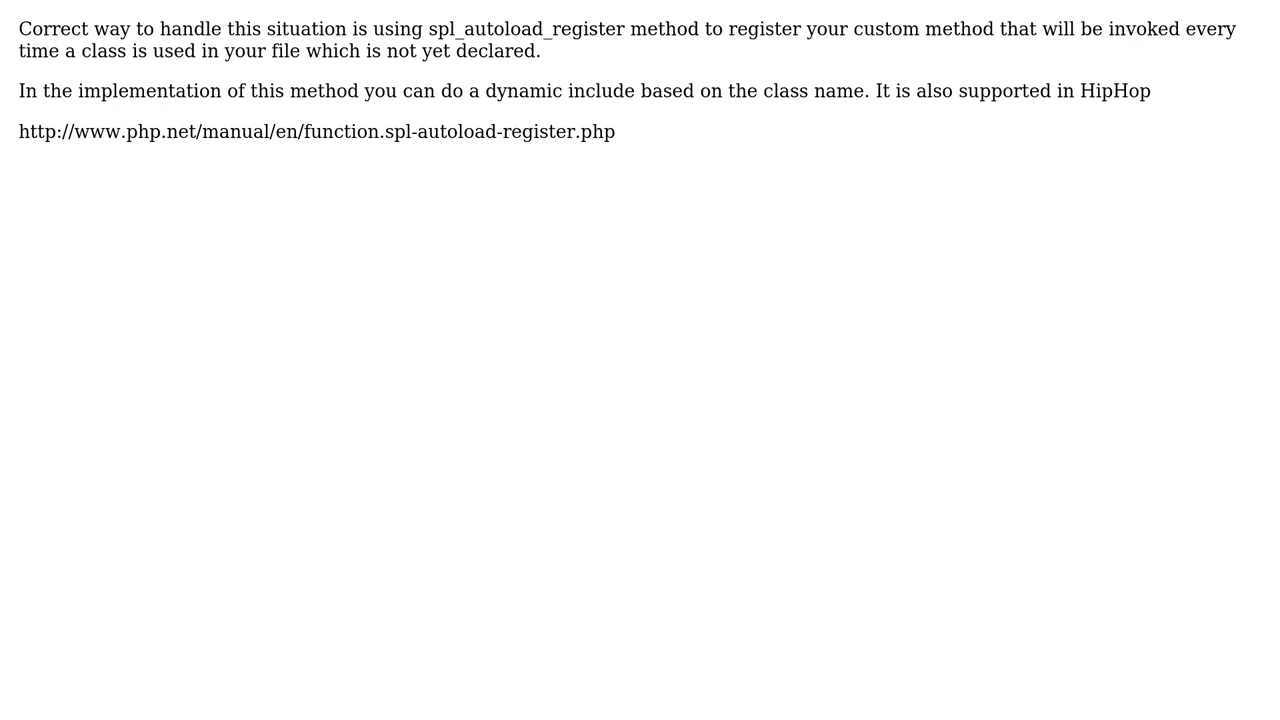 Correct way to handle this situation is using spl_autoload_register method to register your custom method that will be invoked every
time a class is used in your file which is not yet declared.
In the implementation of this method you can do a dynamic include based on the class name. It is also supported in HipHop
http://www.php.net/manual/en/function.spl-autoload-register.php